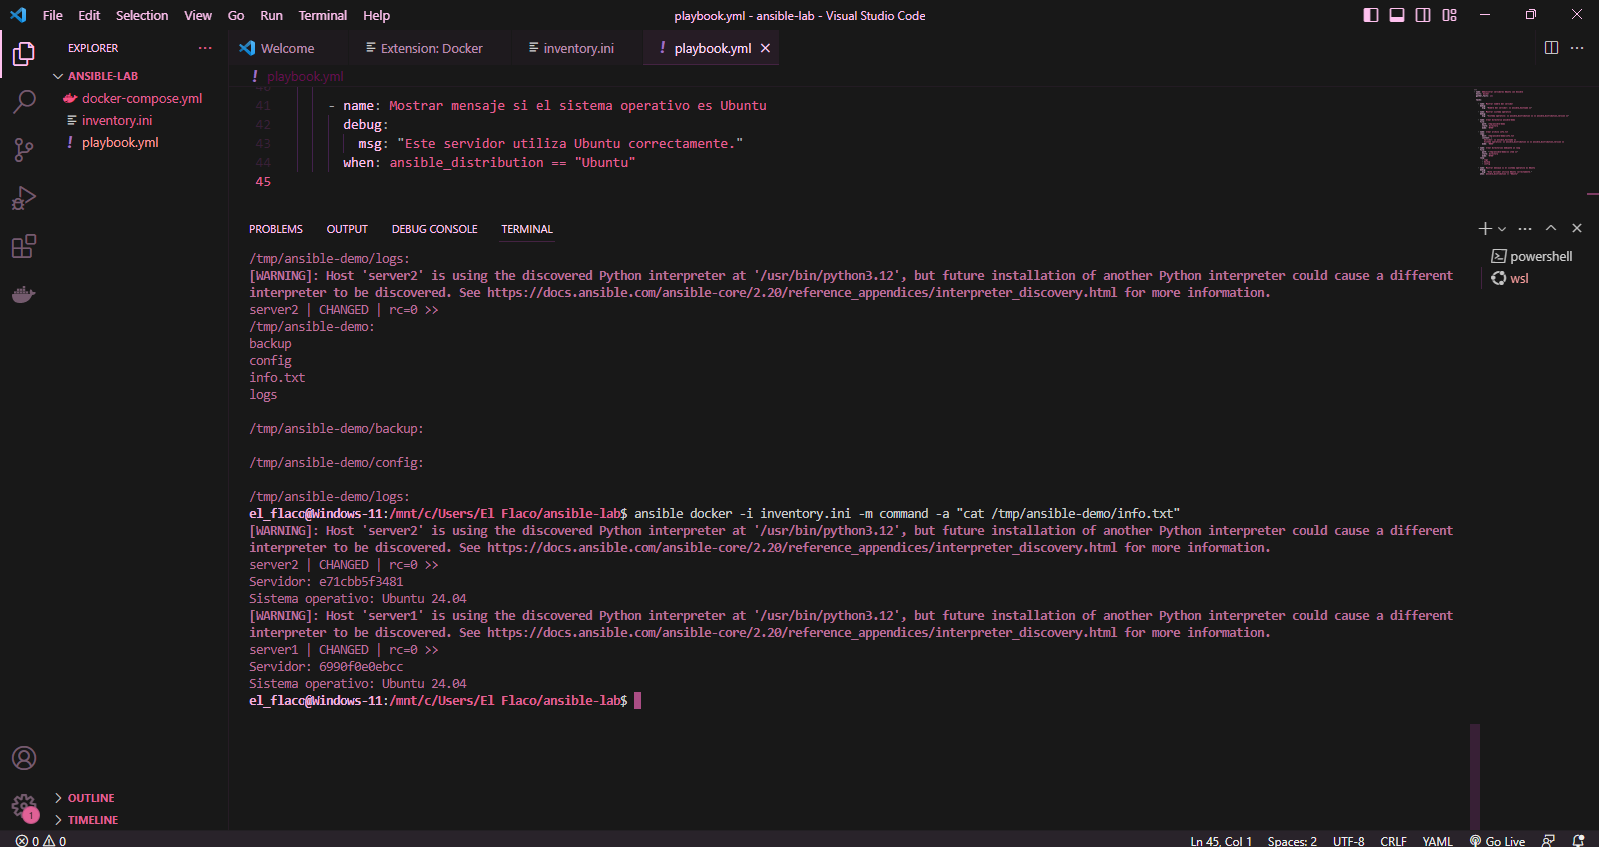 File Edit Selection View Go Run Terminal Help
playbook.yml - ansible-lab - Visual Studio Code
EXPLORER
ANSIBLE-LAB
docker-compose.yml
inventory.ini
playbook.yml
OUTLINE
TIMELINE
Welcome
Extension: Docker
inventory.ini
playbook.yml
playbook.yml
41 - name: Mostrar mensaje si el sistema operativo es Ubuntu
42 debug:
43 msg: "Este servidor utiliza Ubuntu correctamente."
44 when: ansible_distribution == "Ubuntu"
45
PROBLEMS OUTPUT DEBUG CONSOLE TERMINAL
powershell
wsl
/tmp/ansible-demo/logs:
[WARNING]: Host 'server2' is using the discovered Python interpreter at '/usr/bin/python3.12', but future installation of another Python interpreter could cause a different
interpreter to be discovered. See https://docs.ansible.com/ansible-core/2.20/reference_appendices/interpreter_discovery.html for more information.
server2 | CHANGED | rc=0 >>
/tmp/ansible-demo:
backup
config
info.txt
logs
/tmp/ansible-demo/backup:
/tmp/ansible-demo/config:
/tmp/ansible-demo/logs:
el_flaco@Windows-11:/mnt/c/Users/El Flaco/ansible-lab$ ansible docker -i inventory.ini -m command -a "cat /tmp/ansible-demo/info.txt"
[WARNING]: Host 'server2' is using the discovered Python interpreter at '/usr/bin/python3.12', but future installation of another Python interpreter could cause a different
interpreter to be discovered. See https://docs.ansible.com/ansible-core/2.20/reference_appendices/interpreter_discovery.html for more information.
server2 | CHANGED | rc=0 >>
Servidor: e71cbb5f3481
Sistema operativo: Ubuntu 24.04
[WARNING]: Host 'server1' is using the discovered Python interpreter at '/usr/bin/python3.12', but future installation of another Python interpreter could cause a different
interpreter to be discovered. See https://docs.ansible.com/ansible-core/2.20/reference_appendices/interpreter_discovery.html for more information.
server1 | CHANGED | rc=0 >>
Servidor: 6990f0e0ebcc
Sistema operativo: Ubuntu 24.04
el_flaco@Windows-11:/mnt/c/Users/El Flaco/ansible-lab$
1
0 0
Ln 45, Col 1 Spaces: 2 UTF-8 CRLF YAML Go Live